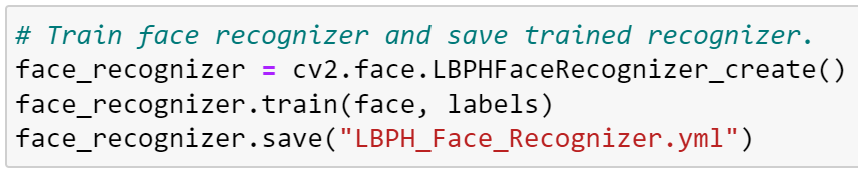 # Train face recognizer and save trained recognizer.
face_recognizer = cv2.face.LBPHFaceRecognizer_create()
face_recognizer.train(face, labels)
face_recognizer.save("LBPH_Face_Recognizer.yml")